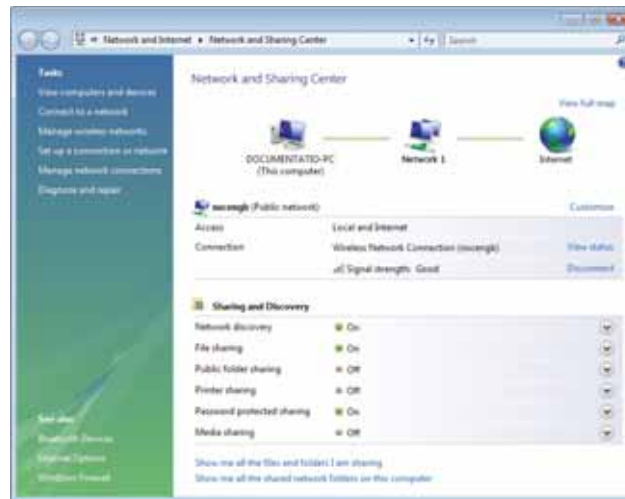 Network and Internet ▸ Network and Sharing Center
Search
Tasks
View computers and devices
Connect to a network
Manage wireless networks
Set up a connection or network
Manage network connections
Diagnose and repair
See also
Bluetooth Devices
Internet Options
Windows Firewall
Network and Sharing Center
View full map
DOCUMENTATIO-PC
(This computer)
Network 1
Internet
(Public network)
Customize
Access
Local and Internet
Connection
Wireless Network Connection
View status
Signal strength: Good
Disconnect
Sharing and Discovery
Network discovery
On
File sharing
On
Public folder sharing
Off
Printer sharing
Off
Password protected sharing
On
Media sharing
Off
Show me all the files and folders I am sharing
Show me all the shared network folders on this computer